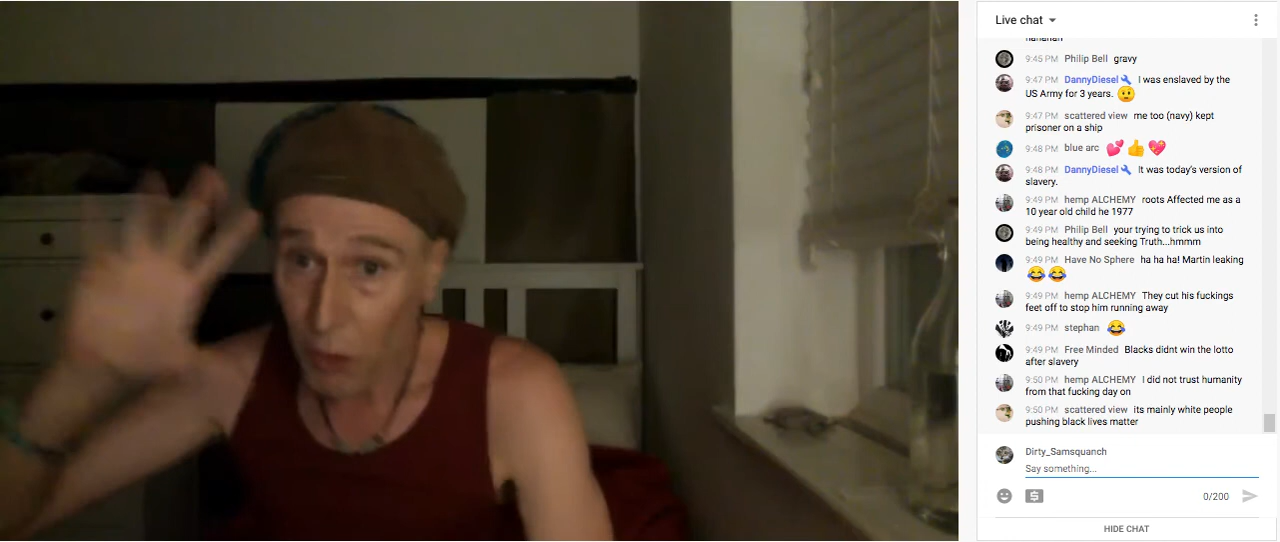 Live chat
nanenan
9:45 PM Philip Bell gravy
9:47 PM DannyDiesel I was enslaved by the
US Army for 3 years.
9:47 PM scattered view me too (navy) kept
prisoner on a ship
9:48 PM blue arc
9:48 PM DannyDiesel It was today's version of
slavery.
9:49 PM hemp ALCHEMY roots Affected me as a
10 year old child he 1977
9:49 PM Philip Bell your trying to trick us into
being healthy and seeking Truth...hmmm
9:49 PM Have No Sphere ha ha ha! Martin leaking
9:49 PM hemp ALCHEMY They cut his fuckings
feet off to stop him running away
9:49 PM stephan
9:49 PM Free Minded Blacks didnt win the lotto
after slavery
9:50 PM hemp ALCHEMY I did not trust humanity
from that fucking day on
9:50 PM scattered view its mainly white people
pushing black lives matter
Dirty_Samsquanch
Say something...
0/200
HIDE CHAT